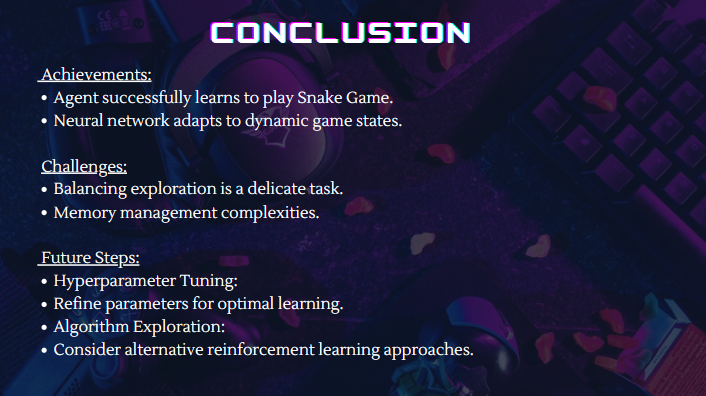 CONCLUSION
Achievements:
• Agent successfully learns to play Snake Game.
• Neural network adapts to dynamic game states.
Challenges:
• Balancing exploration is a delicate task.
• Memory management complexities.
Future Steps:
• Hyperparameter Tuning:
• Refine parameters for optimal learning.
• Algorithm Exploration:
• Consider alternative reinforcement learning approaches.